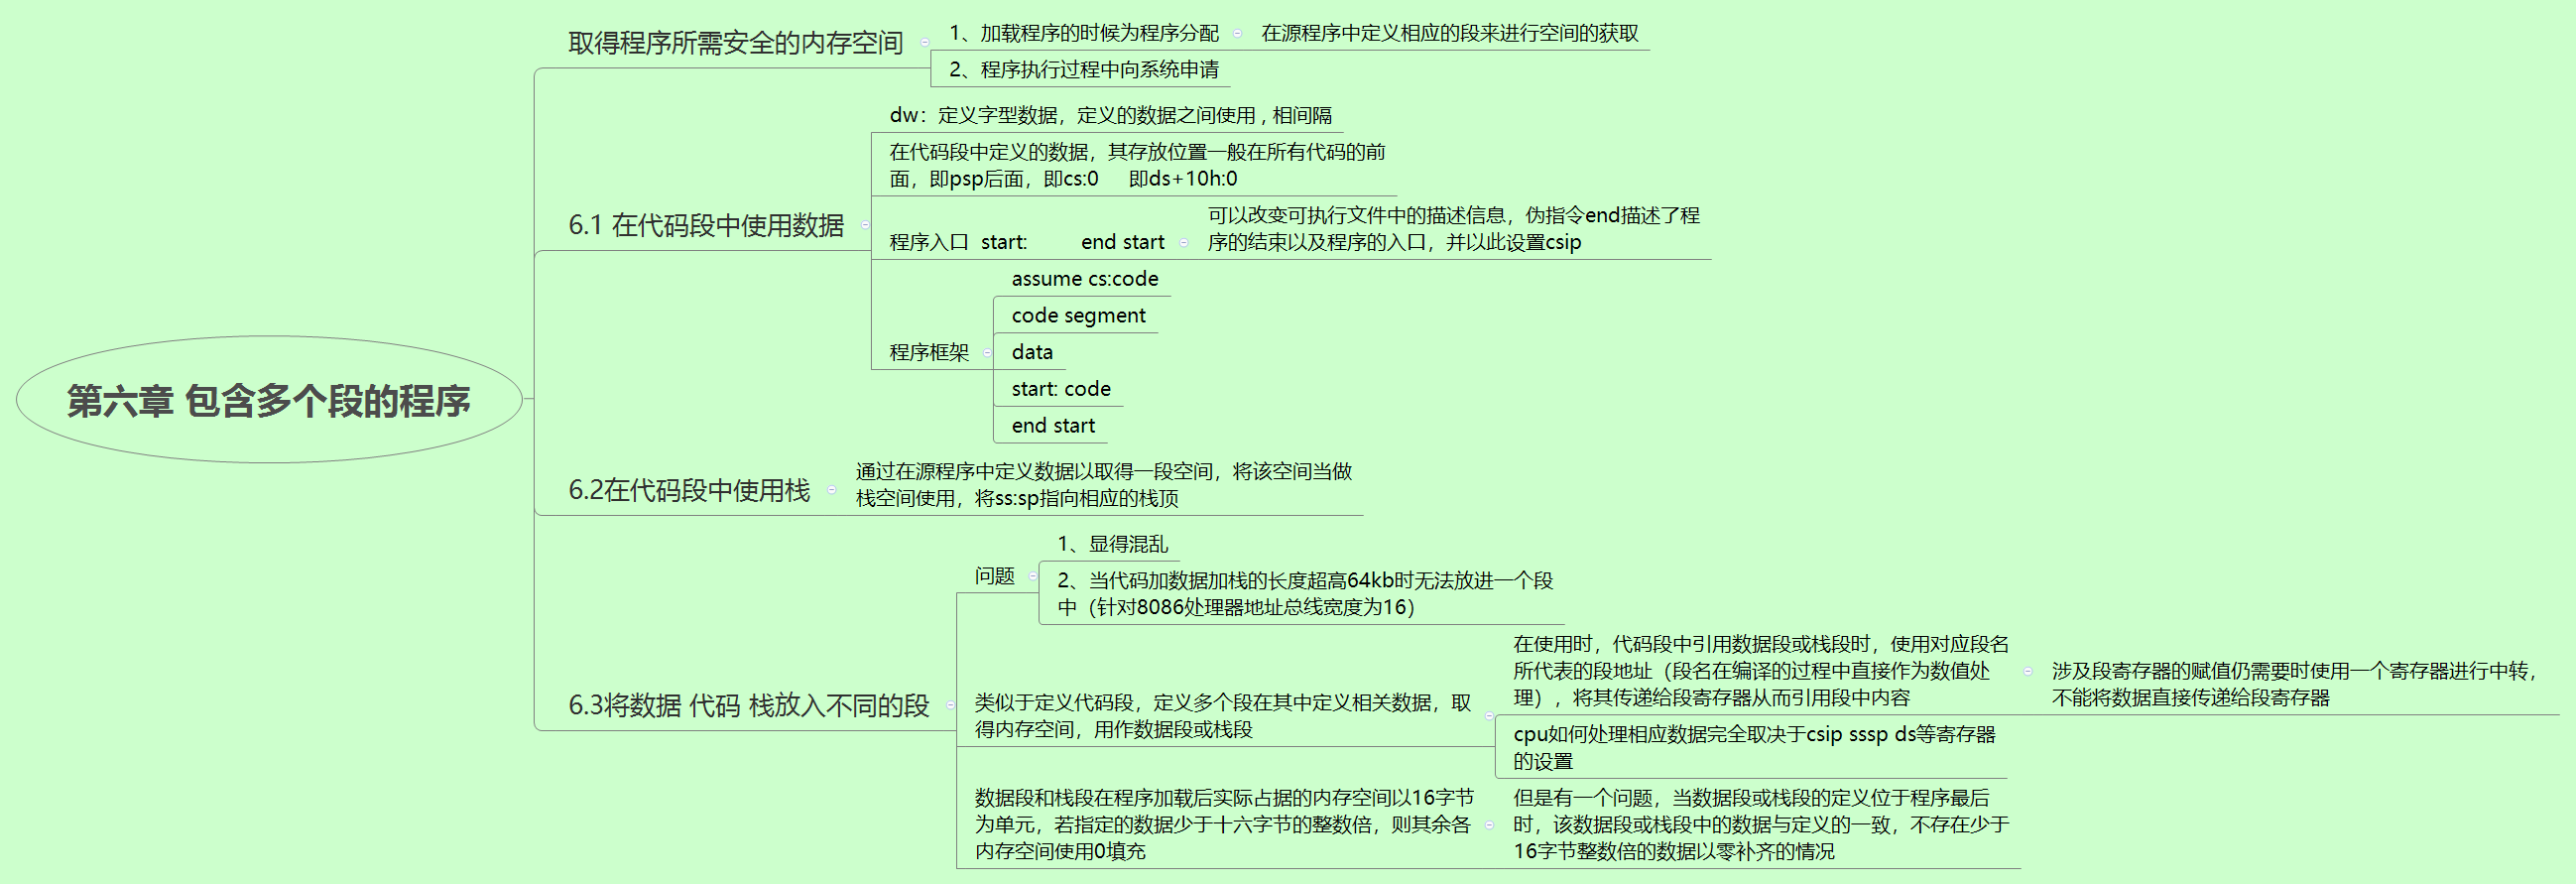 第六章 包含多个段的程序
取得程序所需安全的内存空间
1、加载程序的时候为程序分配
在源程序中定义相应的段来进行空间的获取
2、程序执行过程中向系统申请
6.1 在代码段中使用数据
dw：定义字型数据，定义的数据之间使用 , 相间隔
在代码段中定义的数据，其存放位置一般在所有代码的前
面，即psp后面，即cs:0 即ds+10h:0
程序入口 start: end start
可以改变可执行文件中的描述信息，伪指令end描述了程
序的结束以及程序的入口，并以此设置csip
程序框架
assume cs:code
code segment
data
start: code
end start
6.2在代码段中使用栈
通过在源程序中定义数据以取得一段空间，将该空间当做
栈空间使用，将ss:sp指向相应的栈顶
6.3将数据 代码 栈放入不同的段
问题
1、显得混乱
2、当代码加数据加栈的长度超高64kb时无法放进一个段
中（针对8086处理器地址总线宽度为16）
类似于定义代码段，定义多个段在其中定义相关数据，取
得内存空间，用作数据段或栈段
在使用时，代码段中引用数据段或栈段时，使用对应段名
所代表的段地址（段名在编译的过程中直接作为数值处
理），将其传递给段寄存器从而引用段中内容
涉及段寄存器的赋值仍需要时使用一个寄存器进行中转，
不能将数据直接传递给段寄存器
cpu如何处理相应数据完全取决于csip sssp ds等寄存器
的设置
数据段和栈段在程序加载后实际占据的内存空间以16字节
为单元，若指定的数据少于十六字节的整数倍，则其余各
内存空间使用0填充
但是有一个问题，当数据段或栈段的定义位于程序最后
时，该数据段或栈段中的数据与定义的一致，不存在少于
16字节整数倍的数据以零补齐的情况